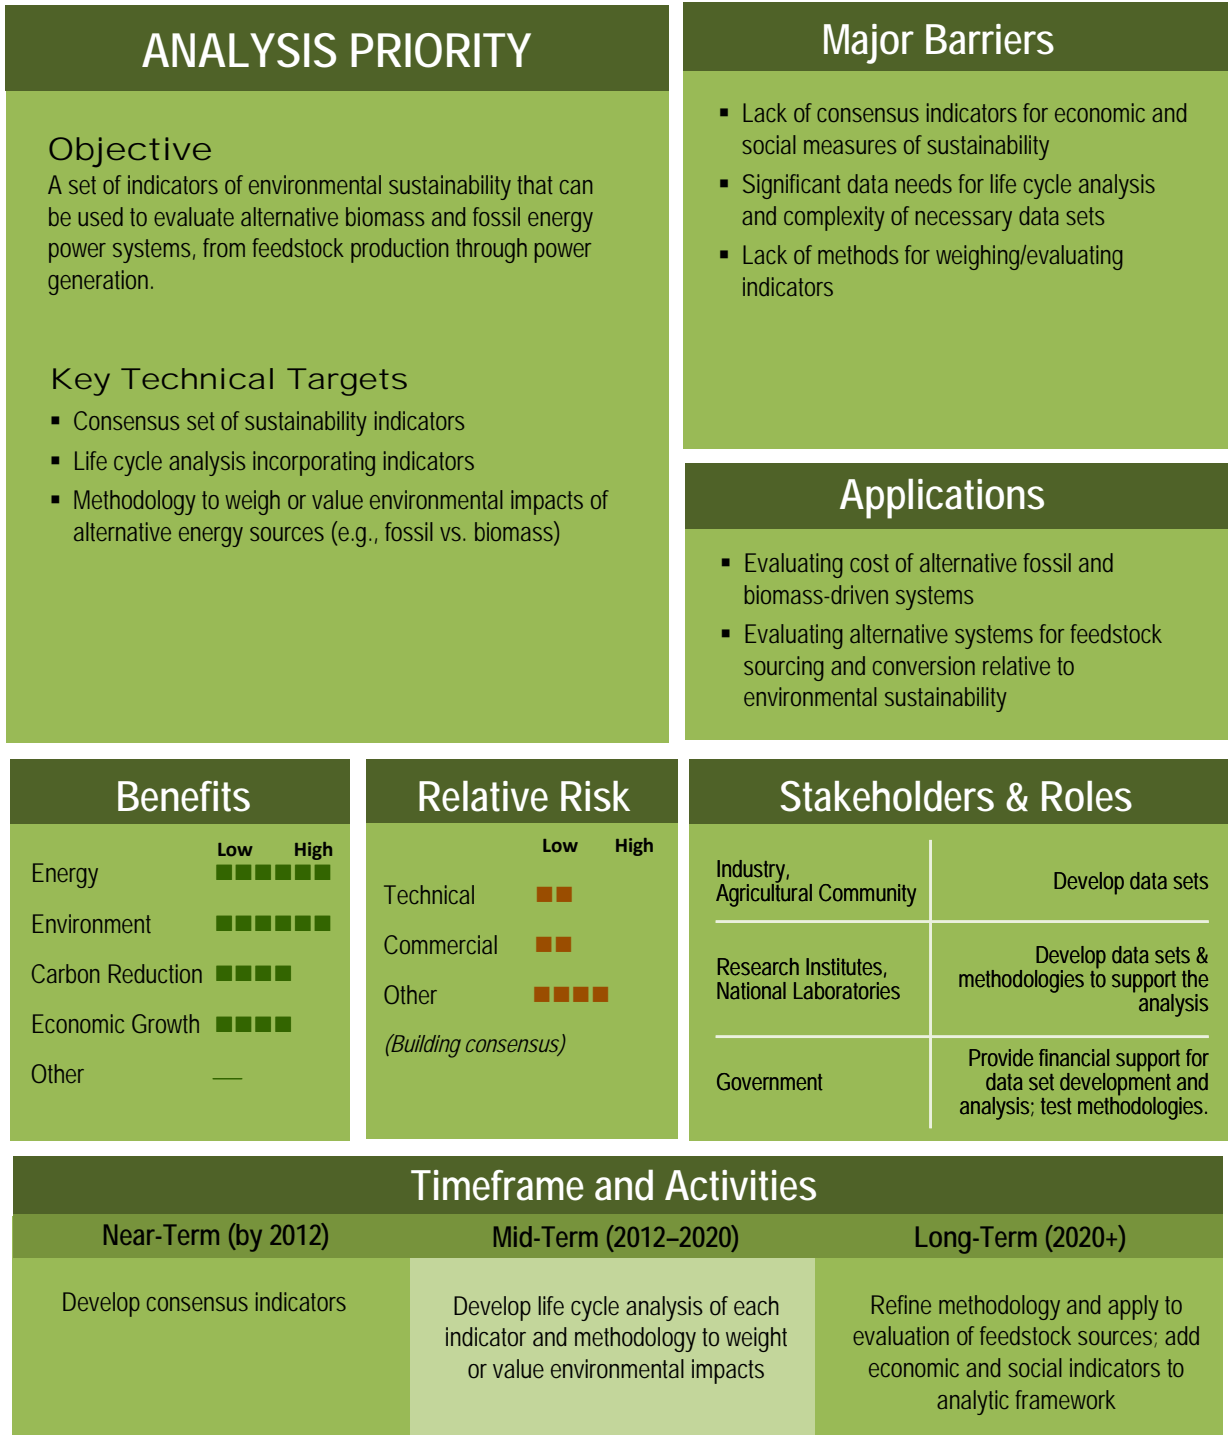 ANALYSIS PRIORITY
Objective
A set of indicators of environmental sustainability that can
be used to evaluate alternative biomass and fossil energy
power systems, from feedstock production through power
generation.
Key Technical Targets
▪ Consensus set of sustainability indicators
▪ Life cycle analysis incorporating indicators
▪ Methodology to weigh or value environmental impacts of
alternative energy sources (e.g., fossil vs. biomass)
Major Barriers
▪ Lack of consensus indicators for economic and
social measures of sustainability
▪ Significant data needs for life cycle analysis
and complexity of necessary data sets
▪ Lack of methods for weighing/evaluating
indicators
Applications
▪ Evaluating cost of alternative fossil and
biomass-driven systems
▪ Evaluating alternative systems for feedstock
sourcing and conversion relative to
environmental sustainability
Benefits
Low High
Energy
Environment
Carbon Reduction
Economic Growth
Other —
Relative Risk
Low High
Technical
Commercial
Other
(Building consensus)
Stakeholders & Roles
Industry,
Agricultural Community
Develop data sets
Research Institutes,
National Laboratories
Develop data sets &
methodologies to support the
analysis
Government
Provide financial support for
data set development and
analysis; test methodologies.
Timeframe and Activities
Near-Term (by 2012)
Develop consensus indicators
Mid-Term (2012–2020)
Develop life cycle analysis of each
indicator and methodology to weight
or value environmental impacts
Long-Term (2020+)
Refine methodology and apply to
evaluation of feedstock sources; add
economic and social indicators to
analytic framework